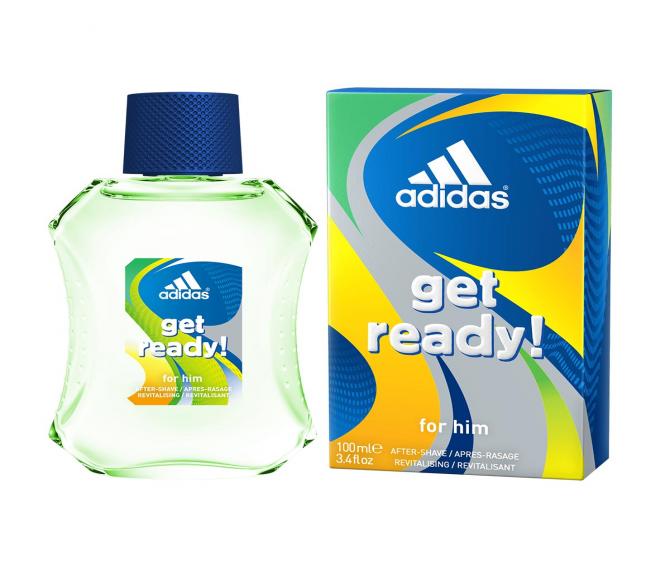 adidas
get
ready!
for him
AFTER-SHAVE / APRES-RASAGE
REVITALISING / REVITALISANT
adidas®
get
ready!
for him
100ml℮
3.4fl oz
AFTER-SHAVE / APRES-RASAGE
REVITALISING / REVITALISANT